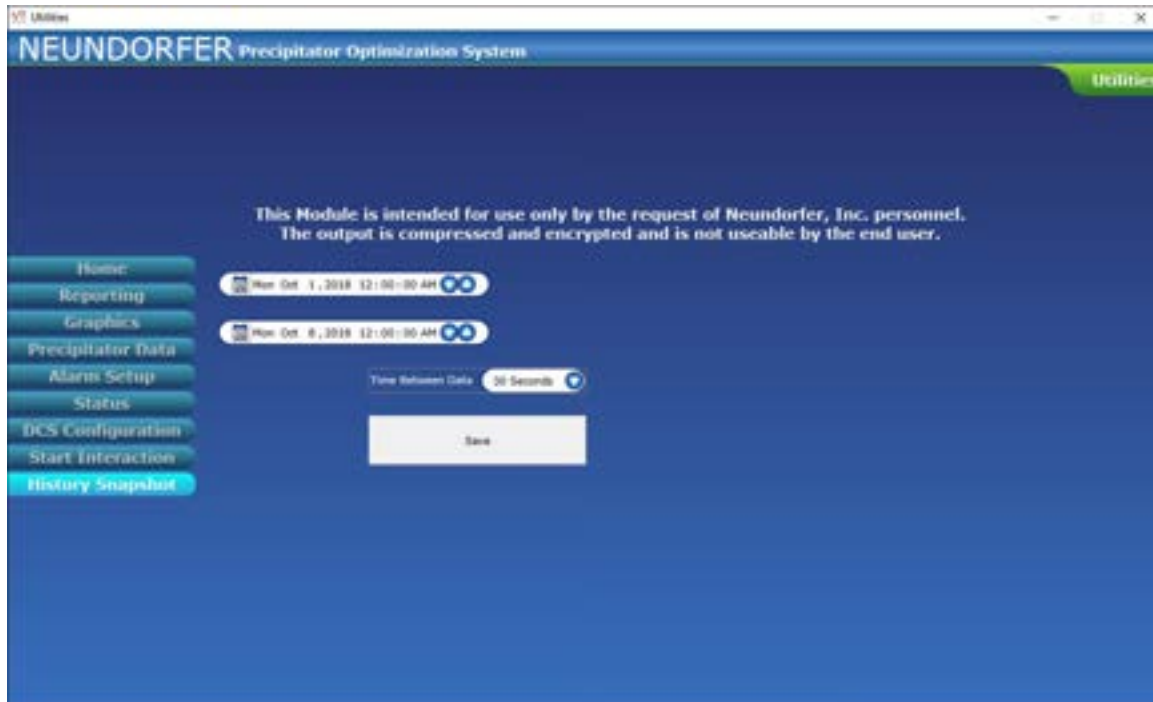 Utilities
NEUNDORFER Precipitator Optimization System
Utilities
This Module is intended for use only by the request of Neundorfer, Inc. personnel.
The output is compressed and encrypted and is not useable by the end user.
Home
Reporting
Graphics
Precipitator Data
Alarm Setup
Status
DCS Configuration
Start Interaction
History Snapshot
Mon Oct 1, 2018 12:00:00 AM
Mon Oct 8, 2018 12:00:00 AM
Time Between Data 30 Seconds
Save